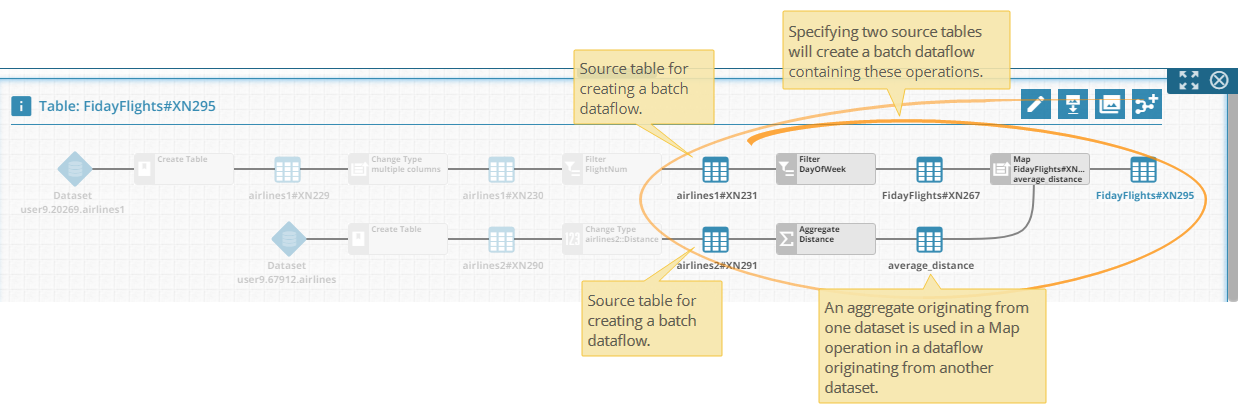 Specifying two source tables
will create a batch dataflow
containing these operations.
Source table for
creating a batch
dataflow.
i
Table: FidayFlights#XN295
Create Table
Change Type
multiple columns
Filter
FlightNum
Filter
DayOfWeek
Map
FidayFlights#XN...
average_distance
Dataset
user9.20269.airlines1
airlines1#XN229
airlines1#XN230
airlines1#XN231
FidayFlights#XN267
FidayFlights#XN295
Create Table
123
Change Type
airlines2::Distance
Σ
Aggregate
Distance
Dataset
user9.67912.airlines
airlines2#XN290
airlines2#XN291
average_distance
Source table for
creating a batch
dataflow.
An aggregate originating from
one dataset is used in a Map
operation in a dataflow
originating from another
dataset.